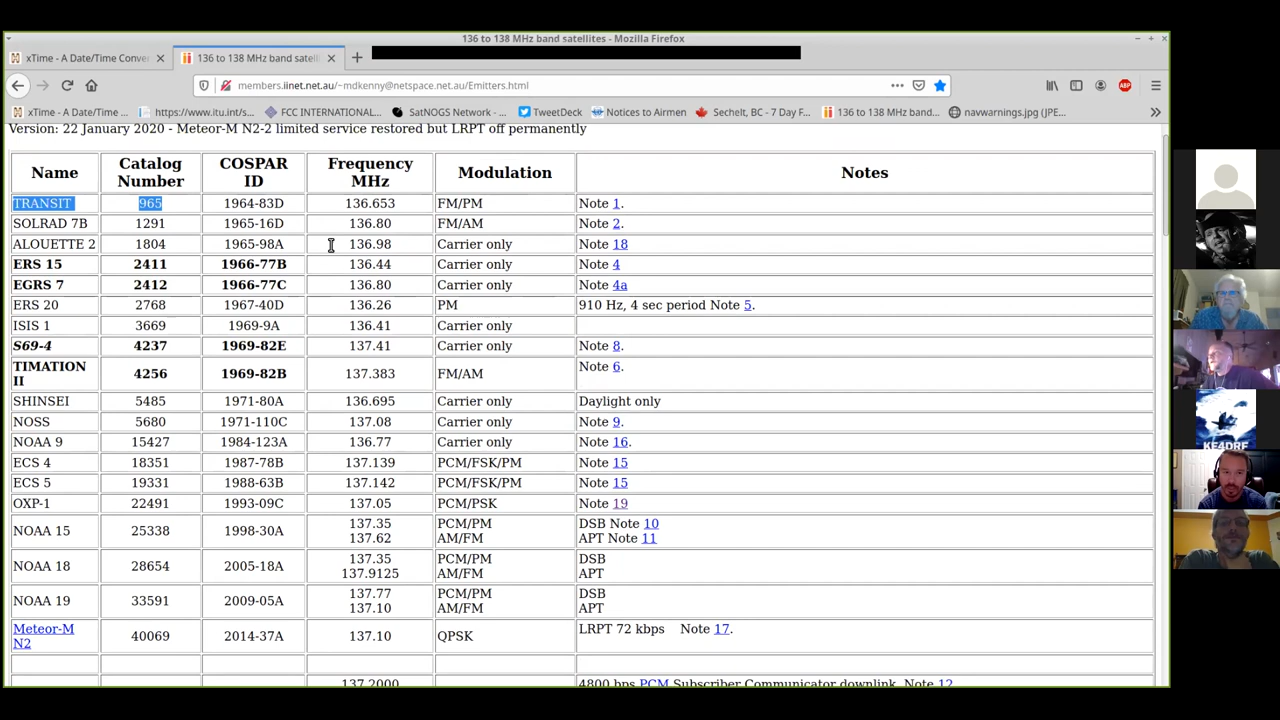 136 to 138 MHz band satellites - Mozilla Firefox
xTime - A Date/Time Conve
136 to 138 MHz band satell
members.iinet.net.au/~mdkenny@netspace.net.au/Emitters.html
ABP
xTime - A Date/Time ...
https://www.itu.int/s...
FCC INTERNATIONAL...
SatNOGS Network - ...
TweetDeck
Notices to Airmen
Sechelt, BC - 7 Day F...
136 to 138 MHz band...
navwarnings.jpg (JPE...
Version: 22 January 2020 - Meteor-M N2-2 limited service restored but LRPT off permanently
Name Catalog Number COSPAR ID Frequency MHz Modulation Notes
TRANSIT 965 1964-83D 136.653 FM/PM Note 1.
SOLRAD 7B 1291 1965-16D 136.80 FM/AM Note 2.
ALOUETTE 2 1804 1965-98A 136.98 Carrier only Note 18
ERS 15 2411 1966-77B 136.44 Carrier only Note 4
EGRS 7 2412 1966-77C 136.80 Carrier only Note 4a
ERS 20 2768 1967-40D 136.26 PM 910 Hz, 4 sec period Note 5.
ISIS 1 3669 1969-9A 136.41 Carrier only
S69-4 4237 1969-82E 137.41 Carrier only Note 8.
TIMATION II 4256 1969-82B 137.383 FM/AM Note 6.
SHINSEI 5485 1971-80A 136.695 Carrier only Daylight only
NOSS 5680 1971-110C 137.08 Carrier only Note 9.
NOAA 9 15427 1984-123A 136.77 Carrier only Note 16.
ECS 4 18351 1987-78B 137.139 PCM/FSK/PM Note 15
ECS 5 19331 1988-63B 137.142 PCM/FSK/PM Note 15
OXP-1 22491 1993-09C 137.05 PCM/PSK Note 19
NOAA 15 25338 1998-30A 137.35 PCM/PM DSB Note 10
137.62 AM/FM APT Note 11
NOAA 18 28654 2005-18A 137.35 PCM/PM DSB
137.9125 AM/FM APT
NOAA 19 33591 2009-05A 137.77 PCM/PM DSB
137.10 AM/FM APT
Meteor-M N2 40069 2014-37A 137.10 QPSK LRPT 72 kbps Note 17.
137.2000 4800 bps PCM Subscriber Communicator downlink. Note 12
KE4DRF